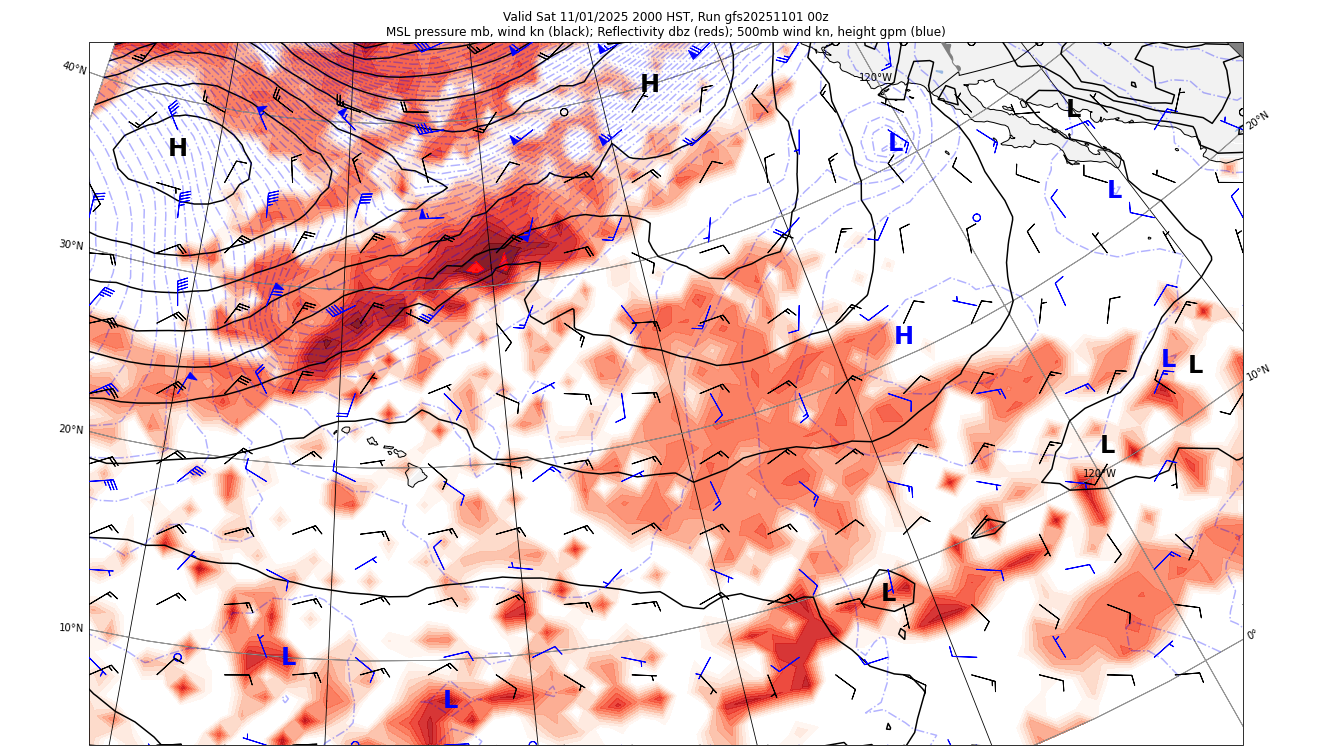 Valid Sat 11/01/2025 2000 HST, Run gfs20251101 00z
MSL pressure mb, wind kn (black); Reflectivity dbz (reds); 500mb wind kn, height gpm (blue)
40°N
H
120°W
L
20°N
H
L
L
30°N
H
L
L
10°N
20°N
L
120°W
L
10°N
0°
L
L